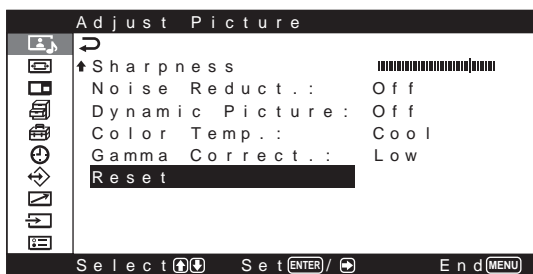 Adjust Picture
Sharpness
Noise Reduct.: Off
Dynamic Picture: Off
Color Temp.: Cool
Gamma Correct.: Low
Reset
Select Set ENTER / End MENU